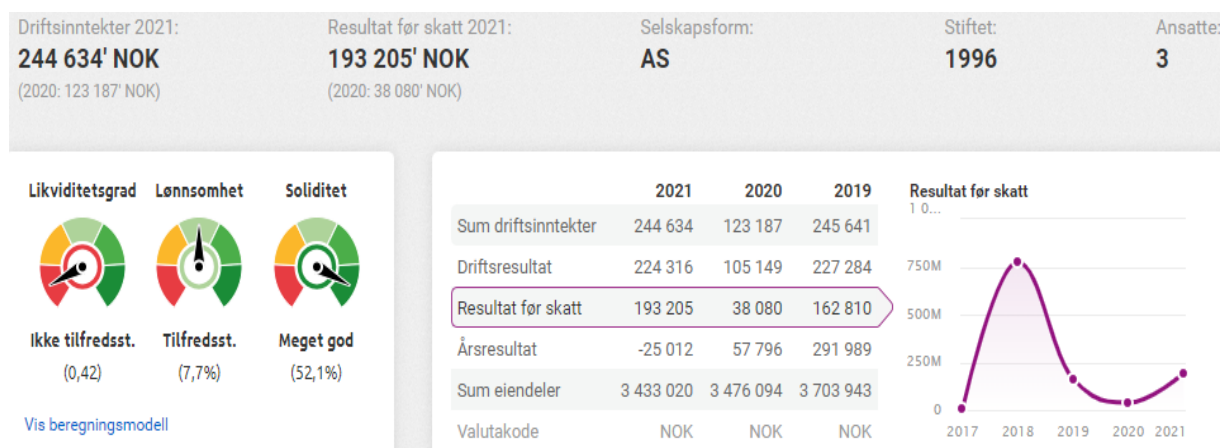 Driftsinntekter 2021: Resultat før skatt 2021: Selskapsform: Stiftet: Ansatte:
244 634' NOK 193 205' NOK AS 1996 3
(2020: 123 187' NOK) (2020: 38 080' NOK)
Likviditetsgrad Lønnsomhet Soliditet
Ikke tilfredsst. Tilfredsst. Meget god
(0,42) (7,7%) (52,1%)
Vis beregningsmodell
2021 2020 2019
Sum driftsinntekter 244 634 123 187 245 641
Driftsresultat 224 316 105 149 227 284
Resultat før skatt 193 205 38 080 162 810
Årsresultat -25 012 57 796 291 989
Sum eiendeler 3 433 020 3 476 094 3 703 943
Valutakode NOK NOK NOK
Resultat før skatt
1 0...
750M
500M
250M
0
2017 2018 2019 2020 2021